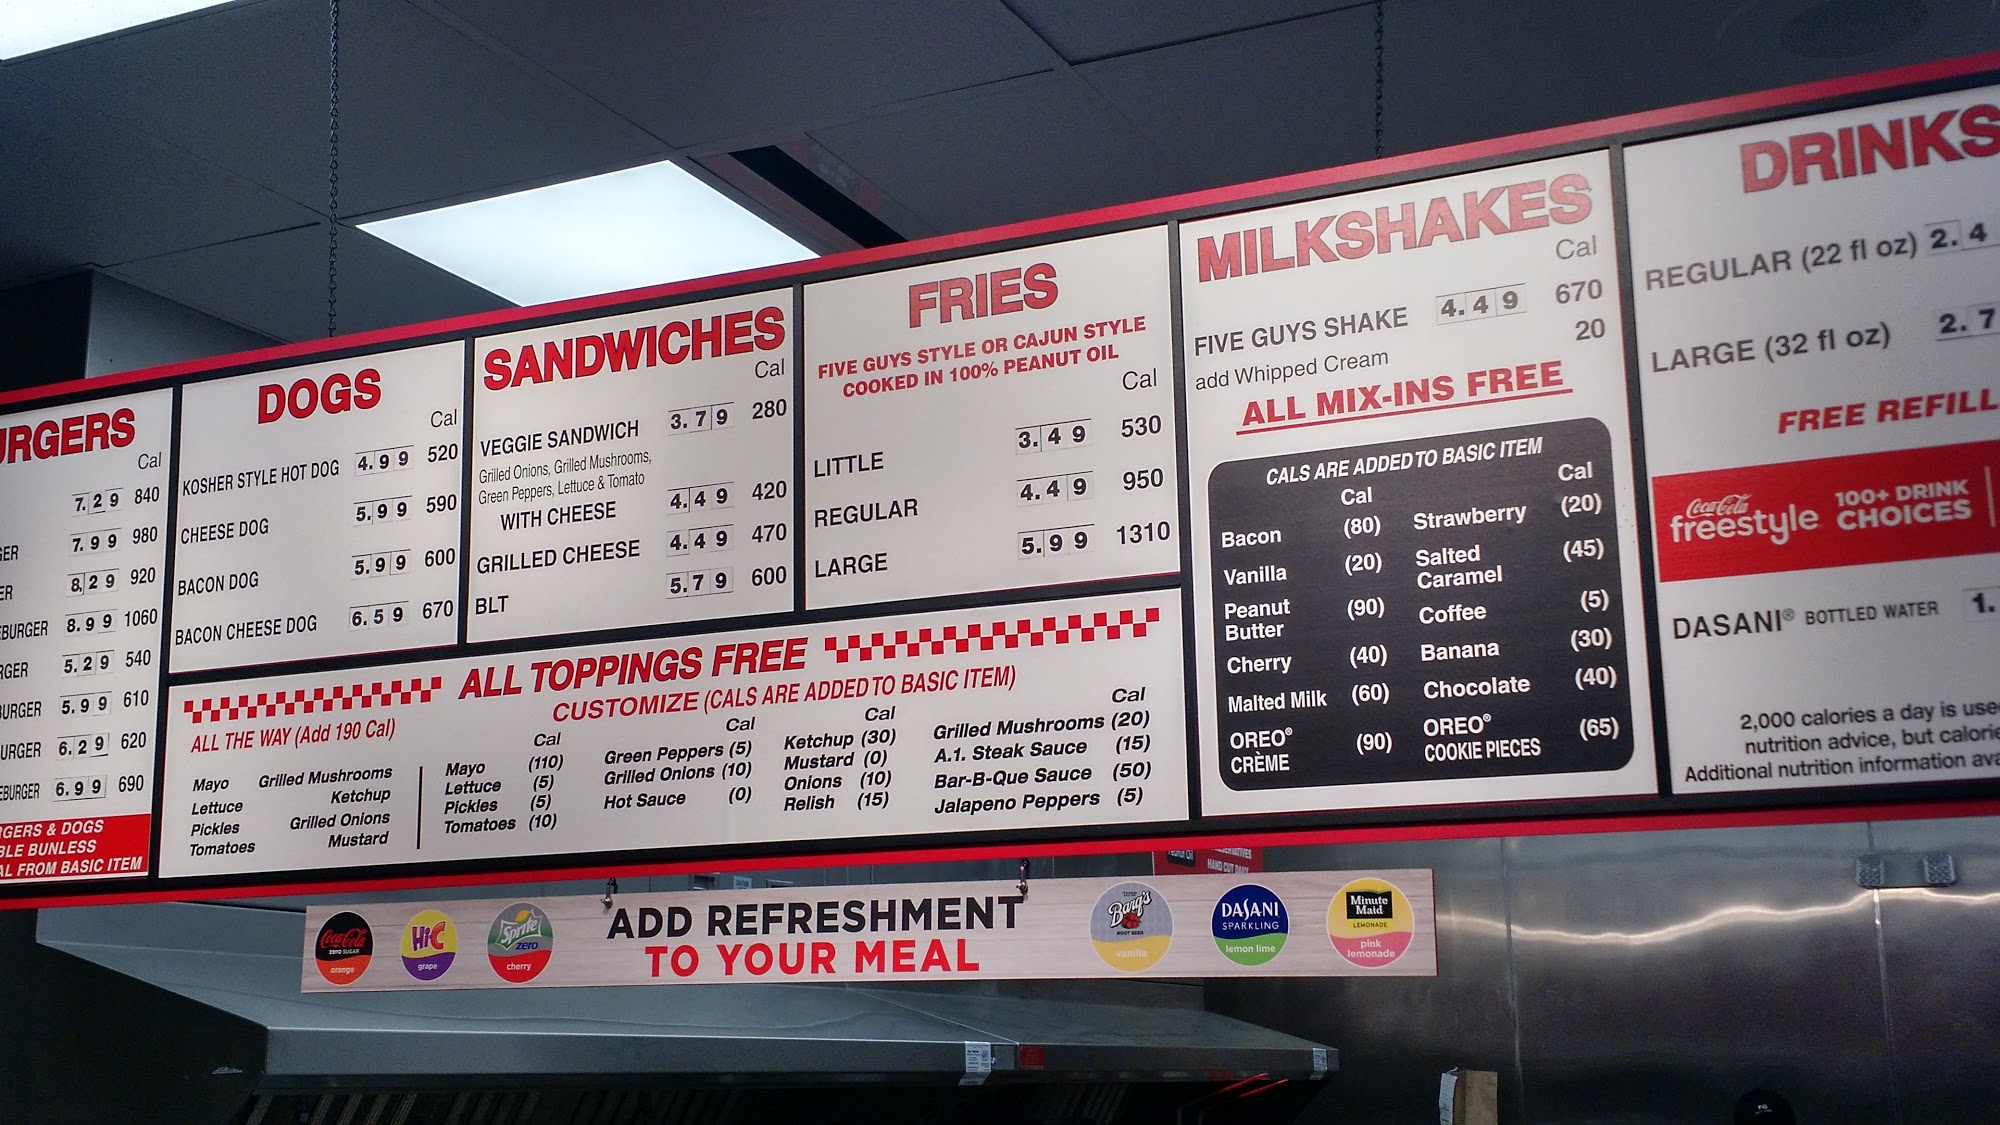 URGERS
Cal
7.29 840
GER 7.99 980
ER 8.29 920
EBURGER 8.99 1060
RGER 5.29 540
BURGER 5.99 610
URGER 6.29 620
EBURGER 6.99 690
RGERS & DOGS
BLE BUNLESS
AL FROM BASIC ITEM
DOGS
Cal
KOSHER STYLE HOT DOG 4.99 520
CHEESE DOG 5.99 590
BACON DOG 5.99 600
BACON CHEESE DOG 6.59 670
SANDWICHES
Cal
VEGGIE SANDWICH 3.79 280
Grilled Onions, Grilled Mushrooms,
Green Peppers, Lettuce & Tomato
WITH CHEESE 4.49 420
GRILLED CHEESE 4.49 470
BLT 5.79 600
FRIES
FIVE GUYS STYLE OR CAJUN STYLE
COOKED IN 100% PEANUT OIL
Cal
LITTLE 3.49 530
REGULAR 4.49 950
LARGE 5.99 1310
ALL TOPPINGS FREE
CUSTOMIZE (CALS ARE ADDED TO BASIC ITEM)
ALL THE WAY (Add 190 Cal)
Mayo Grilled Mushrooms
Lettuce Ketchup
Pickles Grilled Onions
Tomatoes Mustard
Cal
Mayo (110)
Lettuce (5)
Pickles (5)
Tomatoes (10)
Cal
Green Peppers (5)
Grilled Onions (10)
Hot Sauce (0)
Cal
Ketchup (30)
Mustard (0)
Onions (10)
Relish (15)
Cal
Grilled Mushrooms (20)
A.1. Steak Sauce (15)
Bar-B-Que Sauce (50)
Jalapeno Peppers (5)
MILKSHAKES
Cal
FIVE GUYS SHAKE 4.49 670
add Whipped Cream 20
ALL MIX-INS FREE
CALS ARE ADDED TO BASIC ITEM
Cal
Bacon (80)
Vanilla (20)
Peanut
Butter (90)
Cherry (40)
Malted Milk (60)
OREO®
CRÈME (90)
Cal
Strawberry (20)
Salted
Caramel (45)
Coffee (5)
Banana (30)
Chocolate (40)
OREO®
COOKIE PIECES (65)
DRINKS
REGULAR (22 fl oz) 2.4
LARGE (32 fl oz) 2.7
FREE REFILL
Coca-Cola
freestyle
100+ DRINK
CHOICES
DASANI® BOTTLED WATER 1.
2,000 calories a day is use
nutrition advice, but calorie
Additional nutrition information ava
HAND CUT
Coca-Cola
ZERO SUGAR
orange
Hi-C
grape
Sprite
zero
cherry
ADD REFRESHMENT
TO YOUR MEAL
Barq's
ROOT BEER
vanilla
DASANI
SPARKLING
lemon lime
Minute
Maid
LEMONADE
pink
lemonade
FG